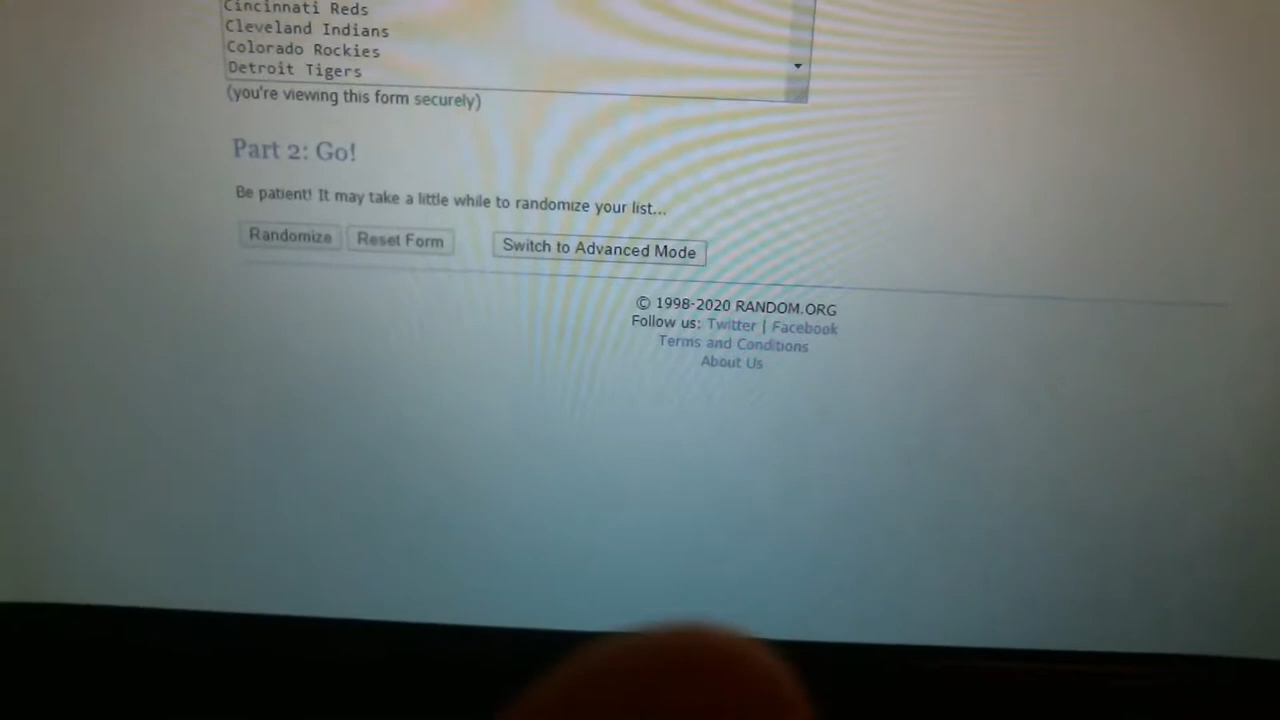 Cincinnati Reds
Cleveland Indians
Colorado Rockies
Detroit Tigers
(you're viewing this form securely)
Part 2: Go!
Be patient! It may take a little while to randomize your list...
Randomize Reset Form Switch to Advanced Mode
© 1998-2020 RANDOM.ORG
Follow us: Twitter | Facebook
Terms and Conditions
About Us